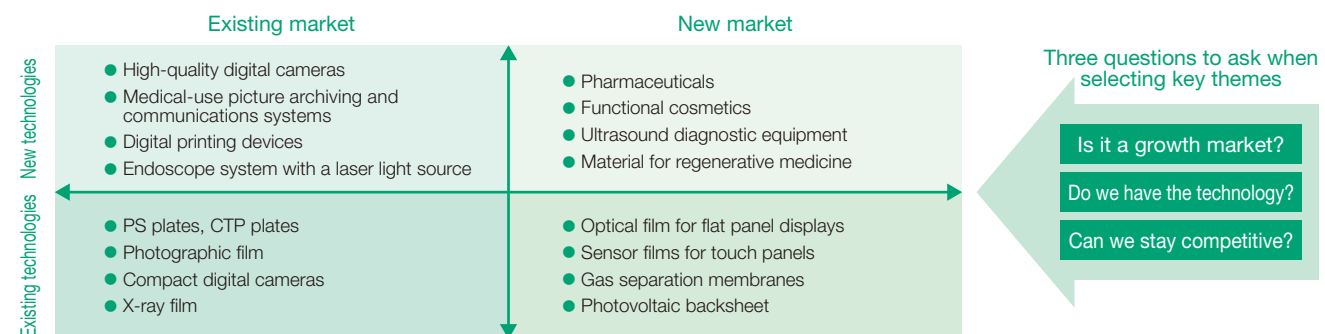 Existing market
New market
New technologies
High-quality digital cameras
Medical-use picture archiving and
communications systems
Digital printing devices
Endoscope system with a laser light source
Pharmaceuticals
Functional cosmetics
Ultrasound diagnostic equipment
Material for regenerative medicine
Existing technologies
PS plates, CTP plates
Photographic film
Compact digital cameras
X-ray film
Optical film for flat panel displays
Sensor films for touch panels
Gas separation membranes
Photovoltaic backsheet
Three questions to ask when
selecting key themes
Is it a growth market?
Do we have the technology?
Can we stay competitive?